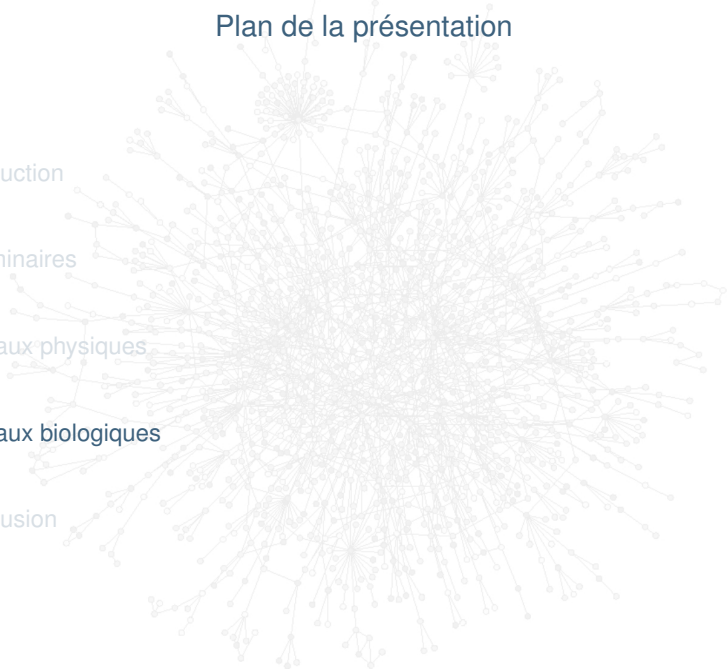 Plan de la présentation
uction
inaires
aux physiques
aux biologiques
usion